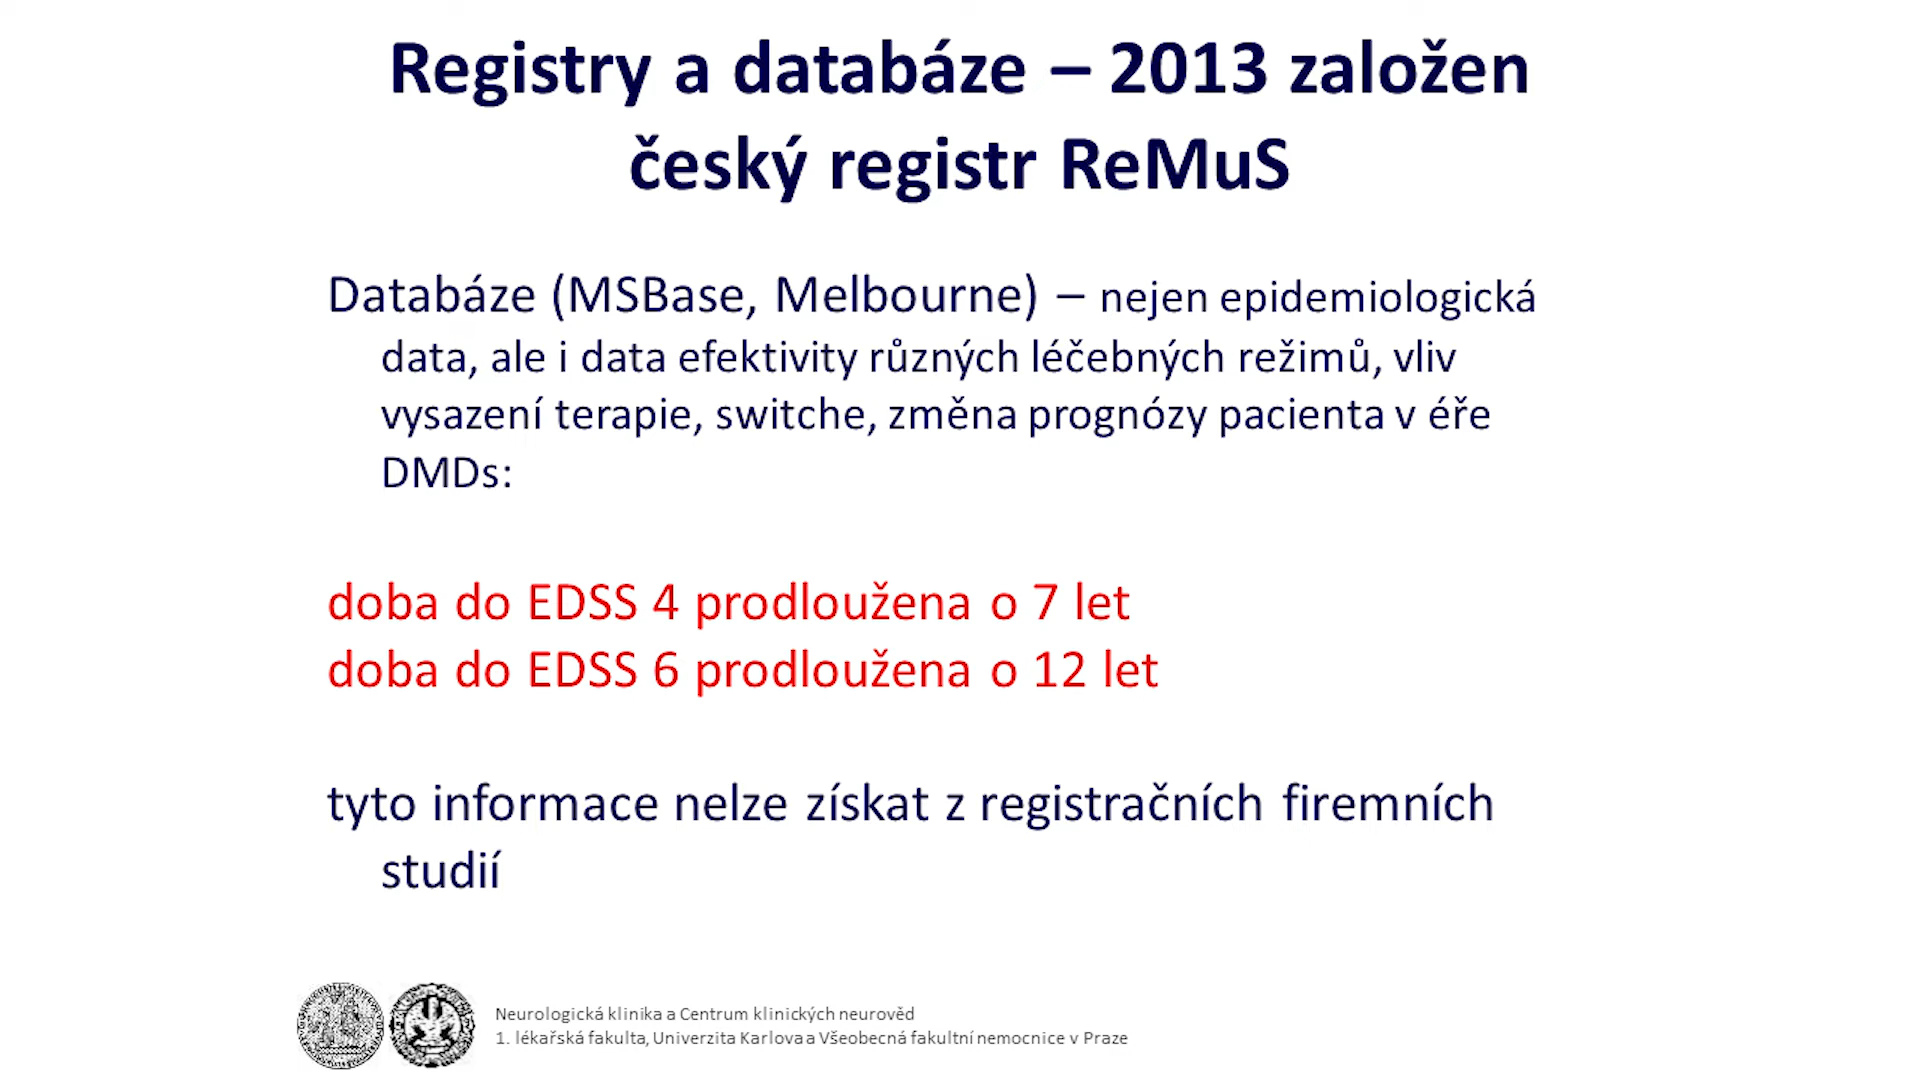 Registry a databáze – 2013 založen
český registr ReMuS
Databáze (MSBase, Melbourne) – nejen epidemiologická
data, ale i data efektivity různých léčebných režimů, vliv
vysazení terapie, switche, změna prognózy pacienta v éře
DMDs:
doba do EDSS 4 prodloužena o 7 let
doba do EDSS 6 prodloužena o 12 let
tyto informace nelze získat z registračních firemních
studií
Neurologická klinika a Centrum klinických neurověd
1. lékařská fakulta, Univerzita Karlova a Všeobecná fakultní nemocnice v Praze